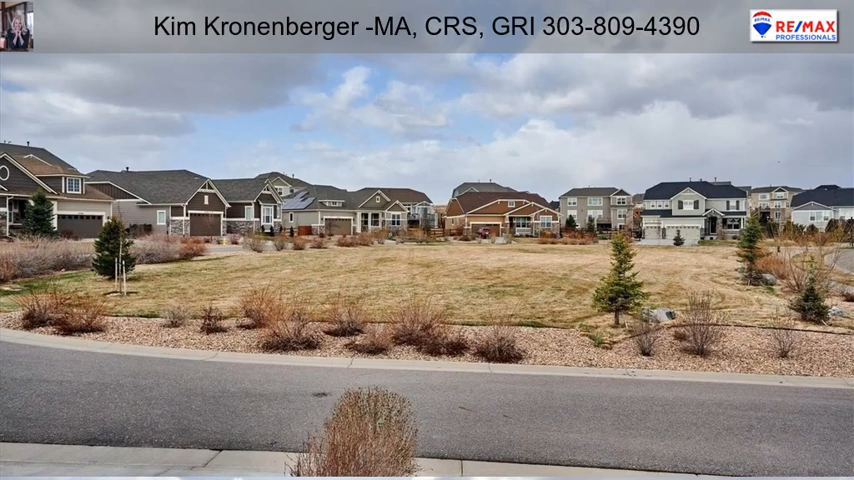 Kim Kronenberger -MA, CRS, GRI 303-809-4390
RE/MAX
PROFESSIONALS